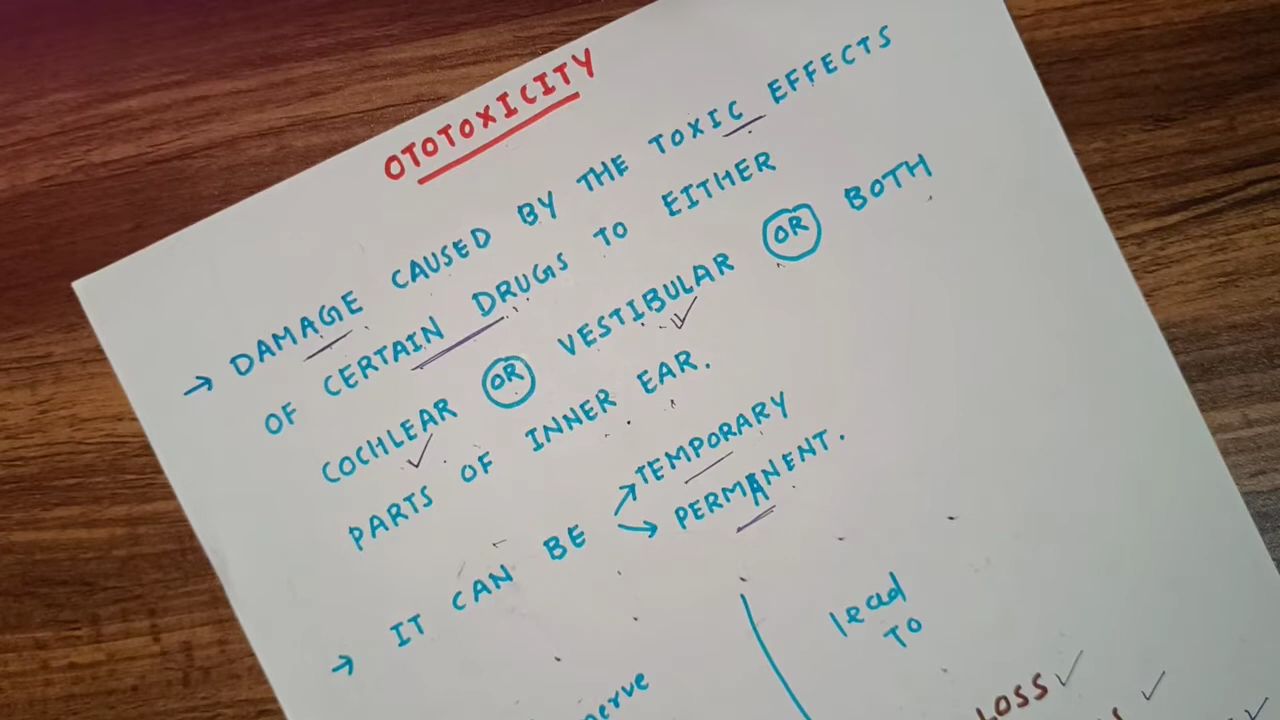 OTOTOXICITY
→ DAMAGE CAUSED BY THE TOXIC EFFECTS
OF CERTAIN DRUGS TO EITHER
COCHLEAR OR VESTIBULAR OR BOTH
PARTS OF INNER EAR.
→ IT CAN BE → TEMPORARY
→ PERMANENT.
lead
TO
nerve
LOSS